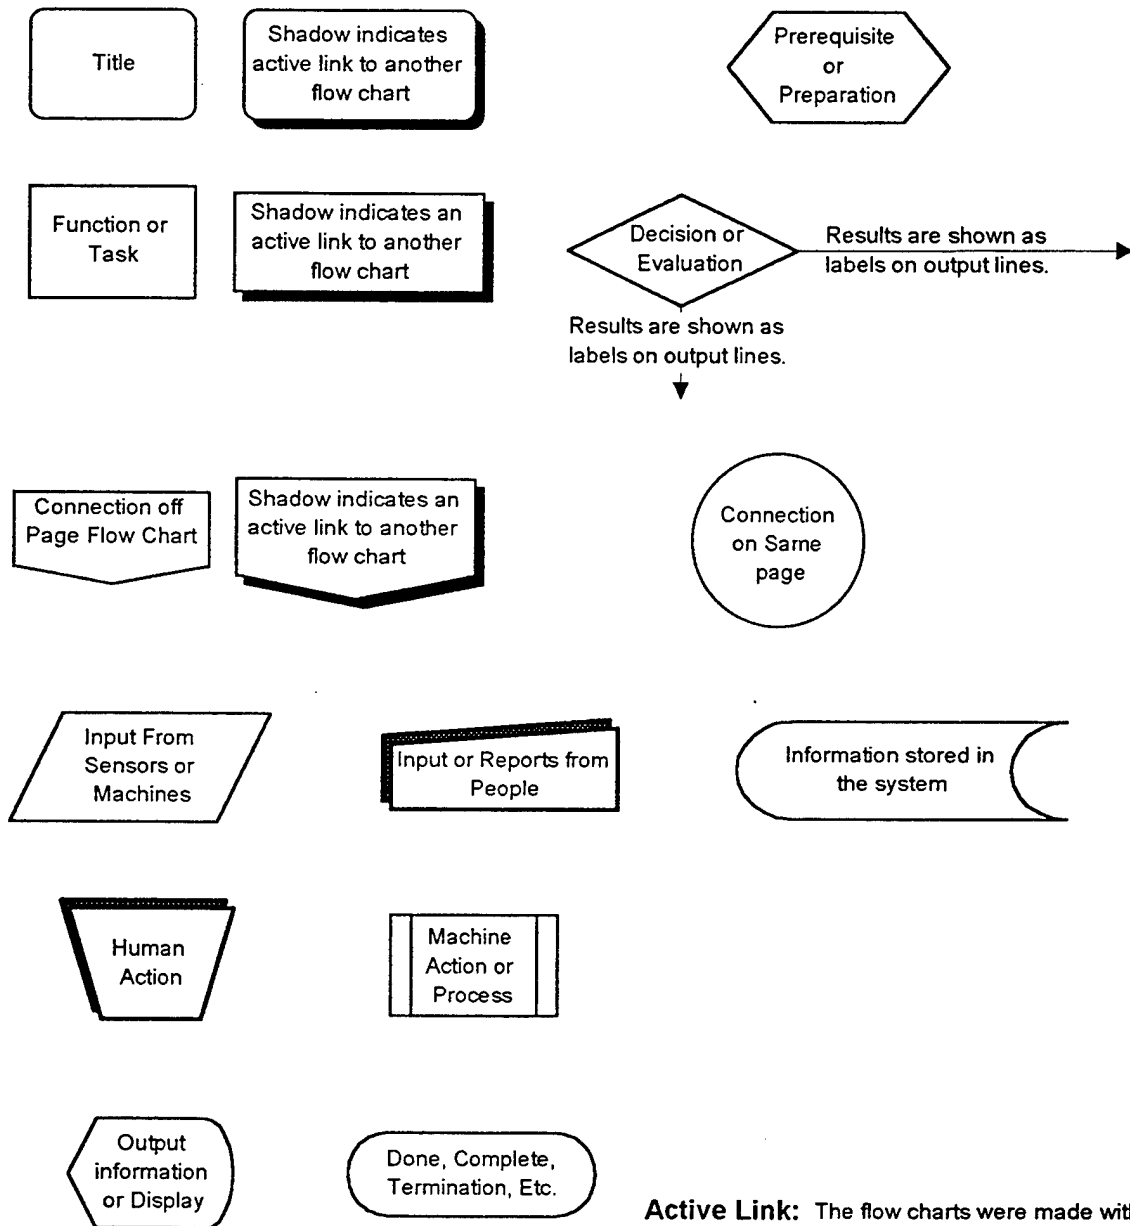 Title
Shadow indicates
active link to another
flow chart
Prerequisite
or
Preparation
Function or
Task
Shadow indicates an
active link to another
flow chart
Decision or
Evaluation
Results are shown as
labels on output lines.
Results are shown as
labels on output lines.
Connection off
Page Flow Chart
Shadow indicates an
active link to another
flow chart
Connection
on Same
page
Input From
Sensors or
Machines
Input or Reports from
People
Information stored in
the system
Human
Action
Machine
Action or
Process
Output
information
or Display
Done, Complete,
Termination, Etc.
Active Link: The flow charts were made with